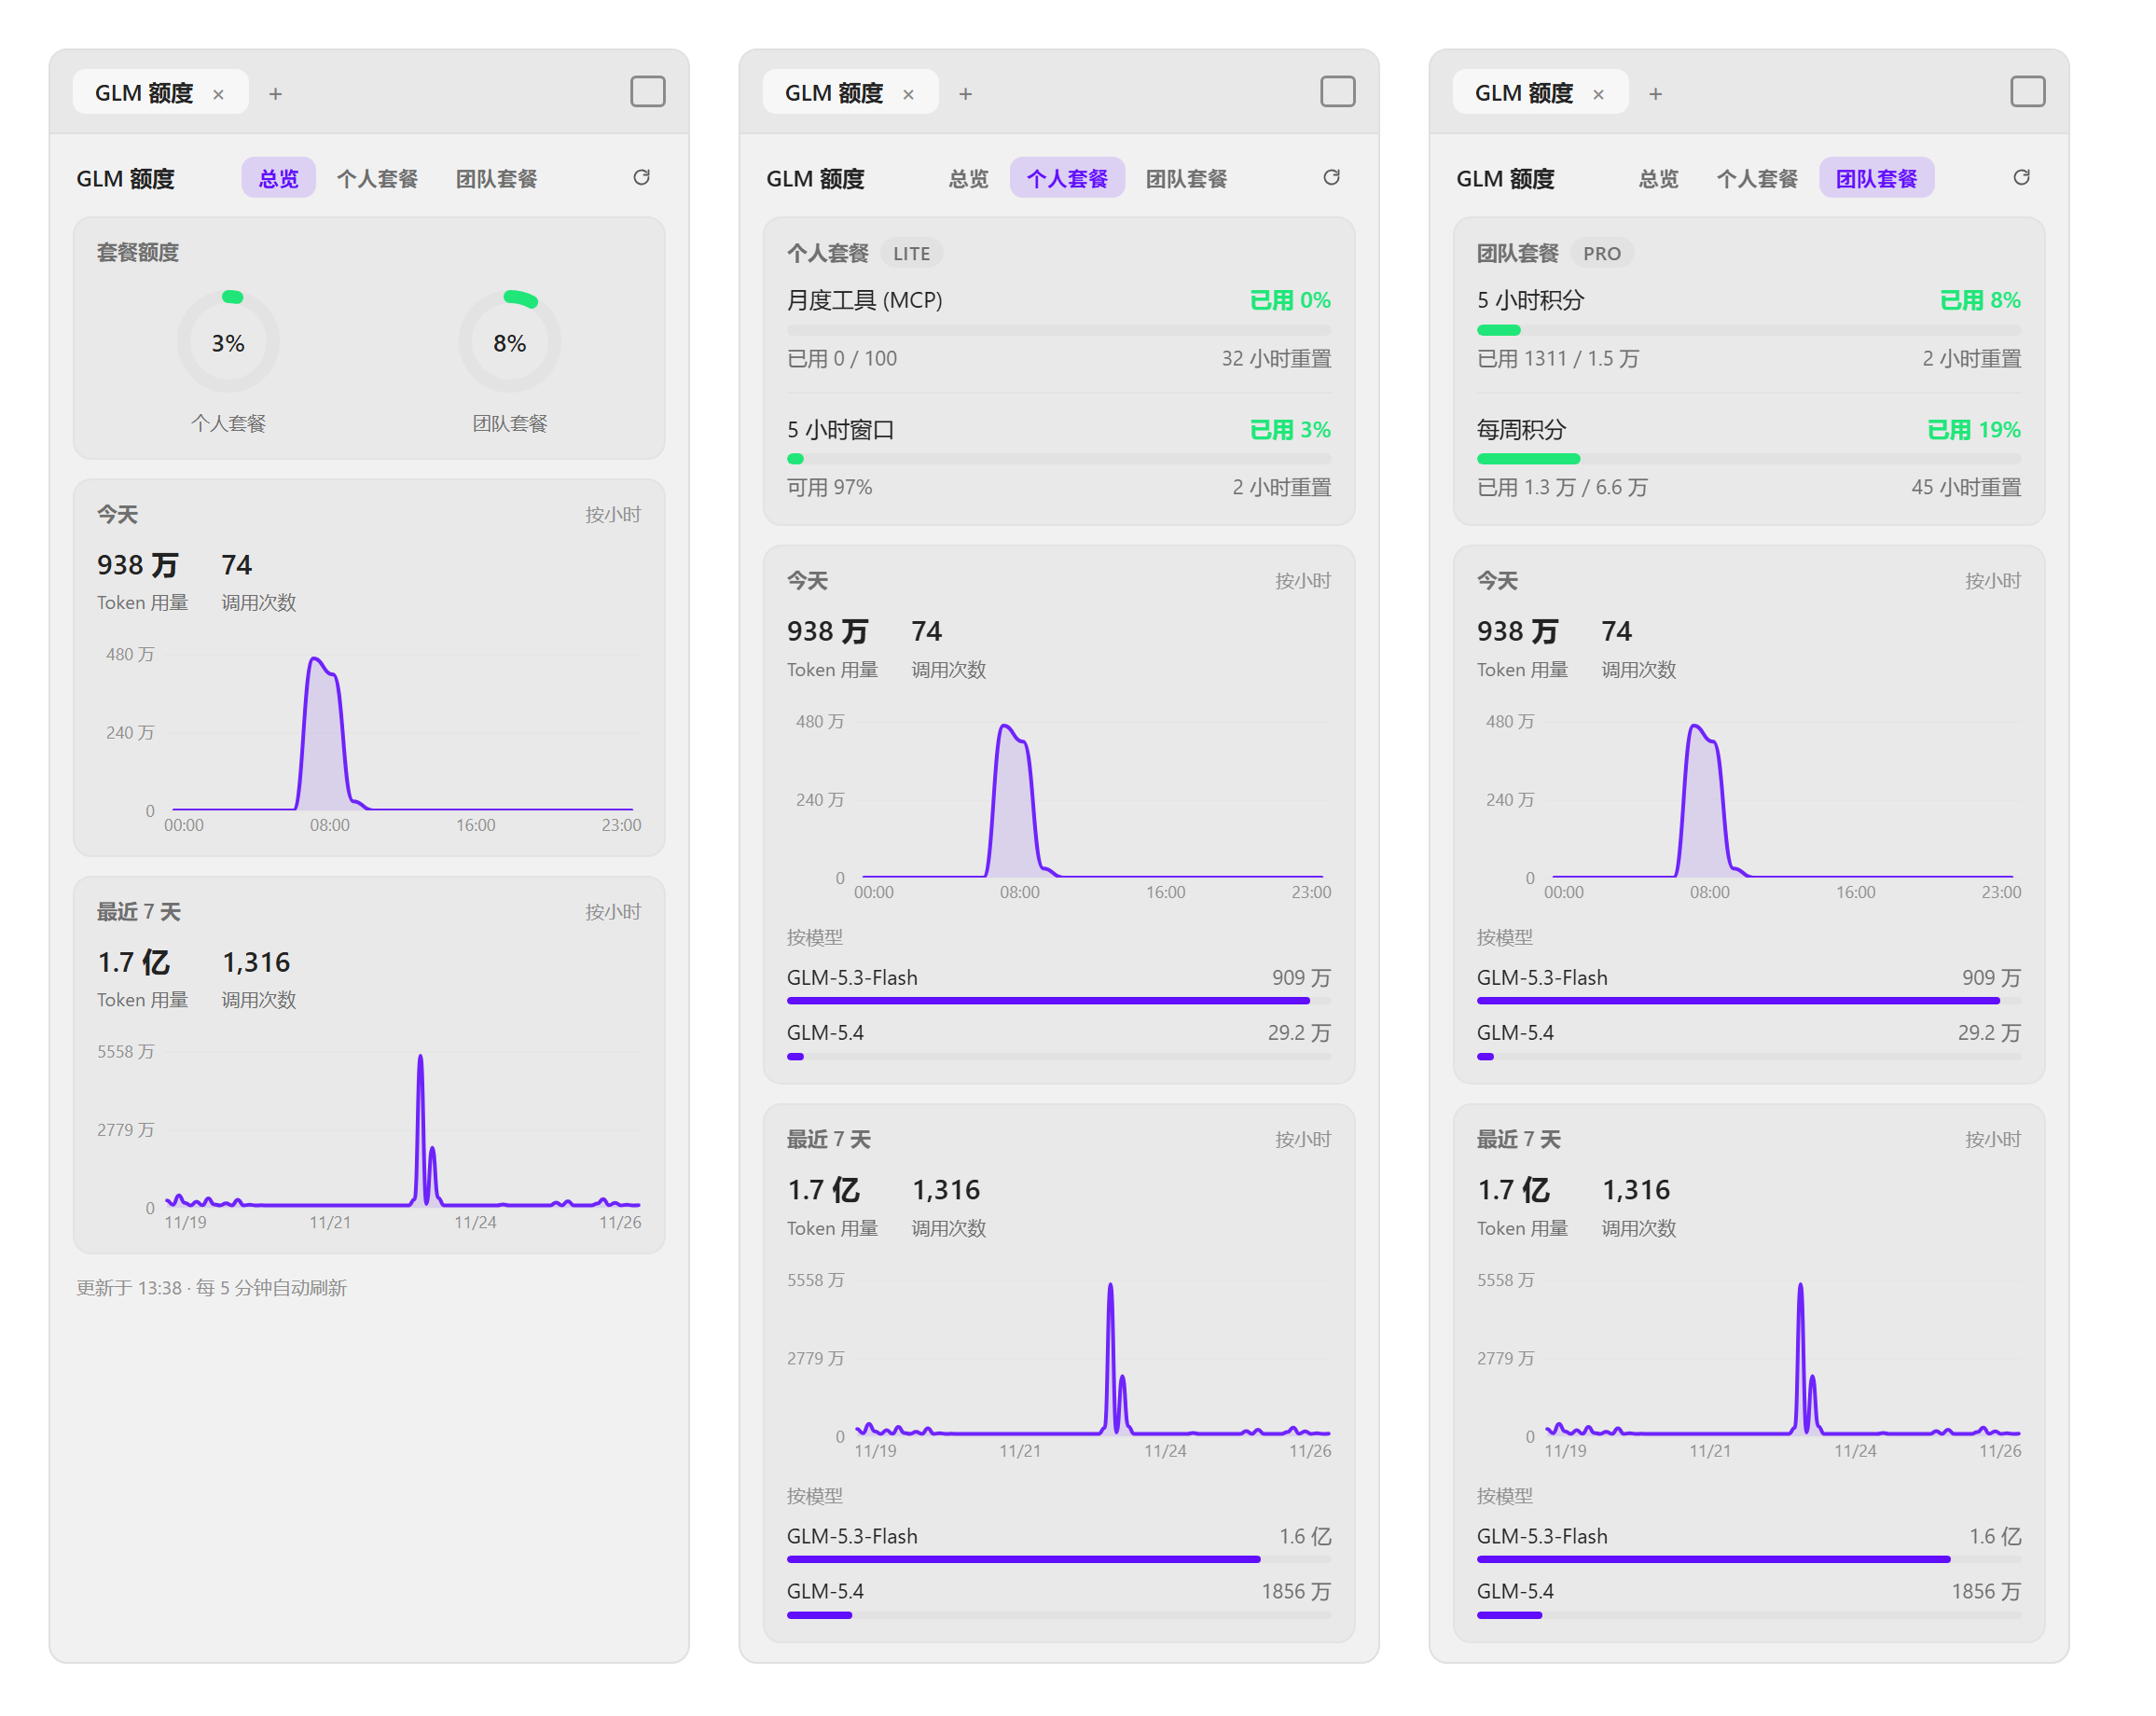 GLM 额度 × +
GLM 额度 总览 个人套餐 团队套餐
套餐额度
3% 8%
个人套餐 团队套餐
今天 按小时
938 万 74
Token 用量 调用次数
480 万
240 万
0
00:00 08:00 16:00 23:00
最近 7 天 按小时
1.7 亿 1,316
Token 用量 调用次数
5558 万
2779 万
0
11/19 11/21 11/24 11/26
更新于 13:38 · 每 5 分钟自动刷新
GLM 额度 × +
GLM 额度 总览 个人套餐 团队套餐
个人套餐 LITE
月度工具 (MCP) 已用 0%
已用 0 / 100 32 小时重置
5 小时窗口 已用 3%
可用 97% 2 小时重置
今天 按小时
938 万 74
Token 用量 调用次数
480 万
240 万
0
00:00 08:00 16:00 23:00
按模型
GLM-5.3-Flash 909 万
GLM-5.4 29.2 万
最近 7 天 按小时
1.7 亿 1,316
Token 用量 调用次数
5558 万
2779 万
0
11/19 11/21 11/24 11/26
按模型
GLM-5.3-Flash 1.6 亿
GLM-5.4 1856 万
GLM 额度 × +
GLM 额度 总览 个人套餐 团队套餐
团队套餐 PRO
5 小时积分 已用 8%
已用 1311 / 1.5 万 2 小时重置
每周积分 已用 19%
已用 1.3 万 / 6.6 万 45 小时重置
今天 按小时
938 万 74
Token 用量 调用次数
480 万
240 万
0
00:00 08:00 16:00 23:00
按模型
GLM-5.3-Flash 909 万
GLM-5.4 29.2 万
最近 7 天 按小时
1.7 亿 1,316
Token 用量 调用次数
5558 万
2779 万
0
11/19 11/21 11/24 11/26
按模型
GLM-5.3-Flash 1.6 亿
GLM-5.4 1856 万